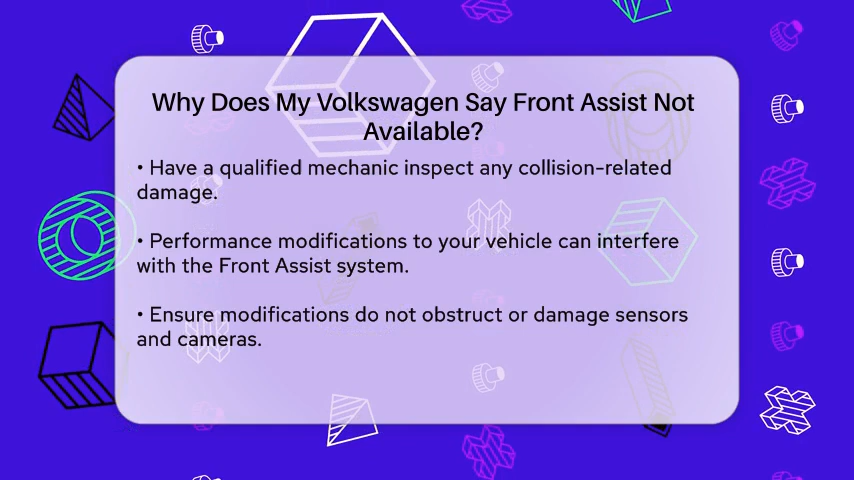 Why Does My Volkswagen Say Front Assist Not
Available?
• Have a qualified mechanic inspect any collision-related
damage.
• Performance modifications to your vehicle can interfere
with the Front Assist system.
• Ensure modifications do not obstruct or damage sensors
and cameras.